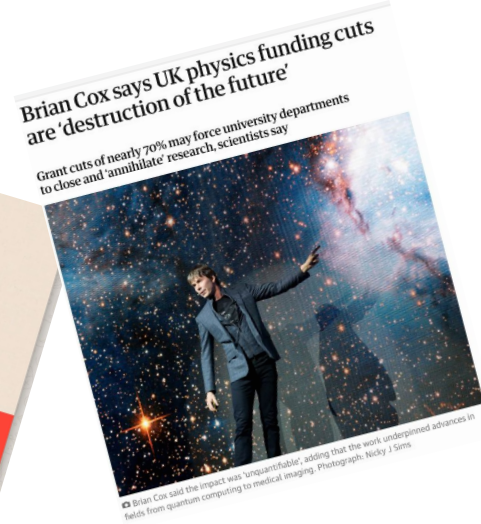 Brian Cox says UK physics funding cuts
are ‘destruction of the future’
Grant cuts of nearly 70% may force university departments
to close and ‘annihilate’ research, scientists say
Brian Cox said the impact was ‘unquantifiable’, adding that the work underpinned advances in
fields from quantum computing to medical imaging. Photograph: Nicky J Sims